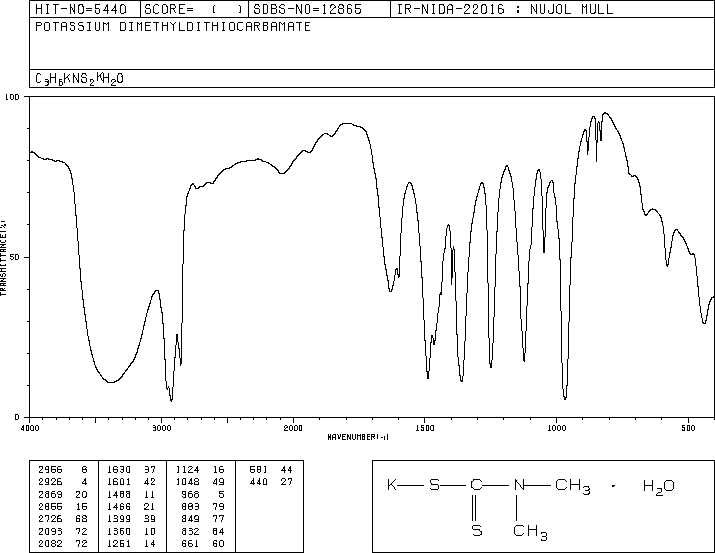 HIT-NO=5440 SCORE= ( ) SDBS-NO=12865 IR-NIDA-22016 : NUJOL MULL
POTASSIUM DIMETHYLDITHIOCARBAMATE
C3H6KNS2XH2O
100
TRANSMITTANCE(%)
50
0
4000 3000 2000 1500 1000 500
WAVENUMBER(-1)
2956 6 1630 37 1124 16 581 44
2926 4 1601 42 1048 49 440 27
2869 20 1488 11 968 5
2855 15 1466 21 883 79
2726 68 1399 39 849 77
2093 72 1360 10 832 84
2082 72 1251 14 661 60
K—S—C—N—CH3 · H2O
S CH3